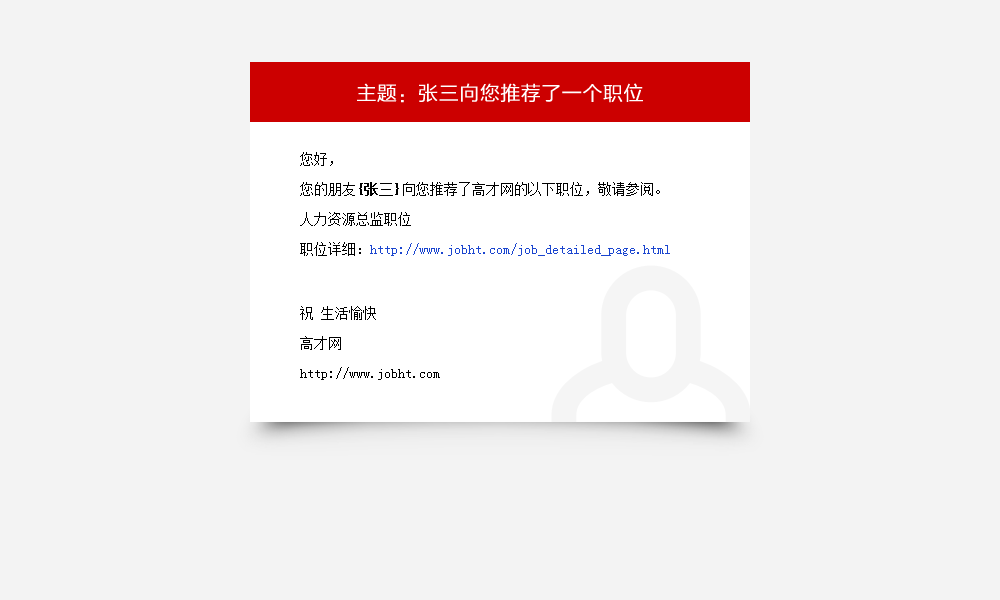 主题：张三向您推荐了一个职位
您好，
您的朋友{张三}向您推荐了高才网的以下职位，敬请参阅。
人力资源总监职位
职位详细：http://www.jobht.com/job_detailed_page.html
祝 生活愉快
高才网
http://www.jobht.com